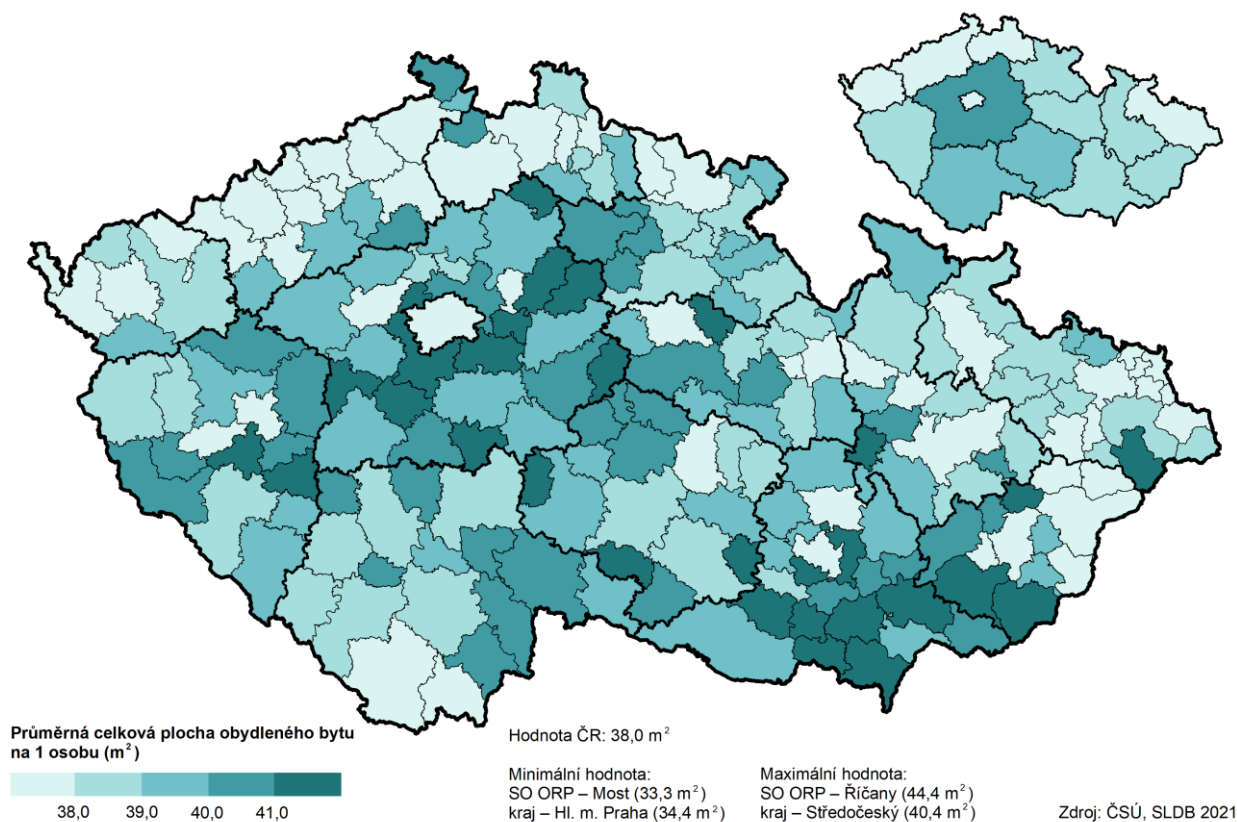 Průměrná celková plocha obydleného bytu
na 1 osobu (m²)
38,0 39,0 40,0 41,0
Hodnota ČR: 38,0 m²
Minimální hodnota:
SO ORP – Most (33,3 m²)
kraj – Hl. m. Praha (34,4 m²)
Maximální hodnota:
SO ORP – Říčany (44,4 m²)
kraj – Středočeský (40,4 m²)
Zdroj: ČSÚ, SLDB 2021